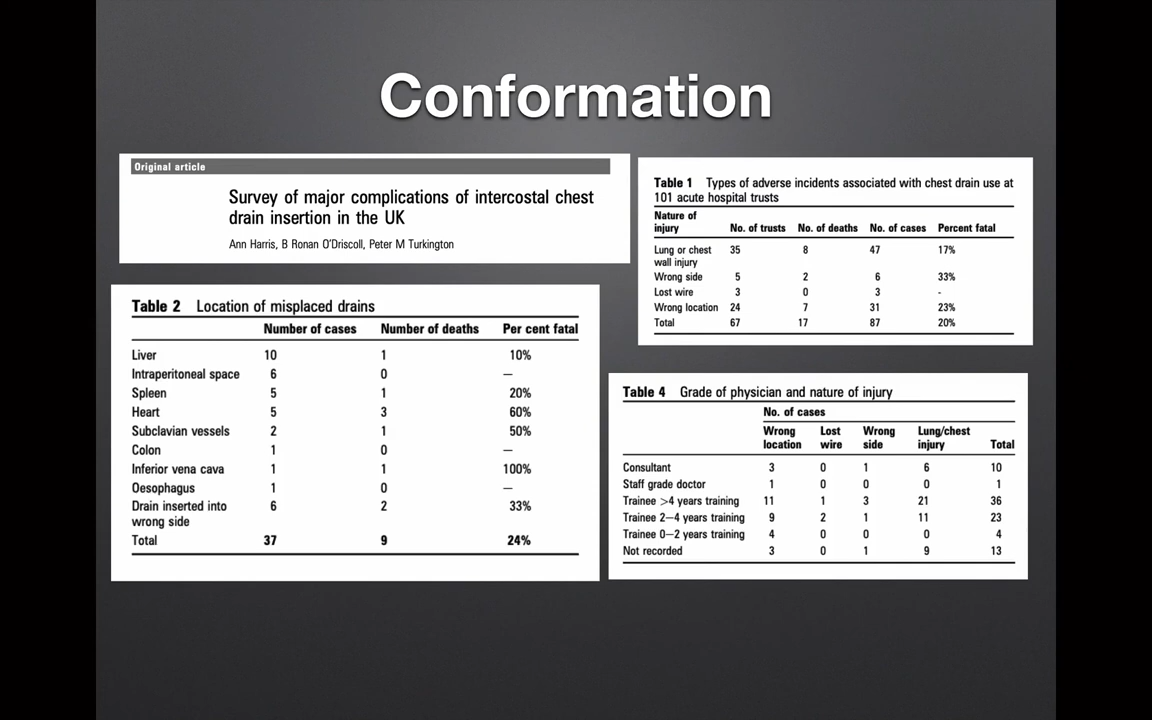 Conformation
Original article
Survey of major complications of intercostal chest
drain insertion in the UK
Ann Harris, B Ronan O'Driscoll, Peter M Turkington
Table 1 Types of adverse incidents associated with chest drain use at
101 acute hospital trusts
Nature of
injury No. of trusts No. of deaths No. of cases Percent fatal
Lung or chest 35 8 47 17%
wall injury
Wrong side 5 2 6 33%
Lost wire 3 0 3 -
Wrong location 24 7 31 23%
Total 67 17 87 20%
Table 2 Location of misplaced drains
Number of cases Number of deaths Per cent fatal
Liver 10 1 10%
Intraperitoneal space 6 0 —
Spleen 5 1 20%
Heart 5 3 60%
Subclavian vessels 2 1 50%
Colon 1 0 —
Inferior vena cava 1 1 100%
Oesophagus 1 0 —
Drain inserted into 6 2 33%
wrong side
Total 37 9 24%
Table 4 Grade of physician and nature of injury
No. of cases
Wrong Lost Wrong Lung/chest
location wire side injury Total
Consultant 3 0 1 6 10
Staff grade doctor 1 0 0 0 1
Trainee >4 years training 11 1 3 21 36
Trainee 2–4 years training 9 2 1 11 23
Trainee 0–2 years training 4 0 0 0 4
Not recorded 3 0 1 9 13